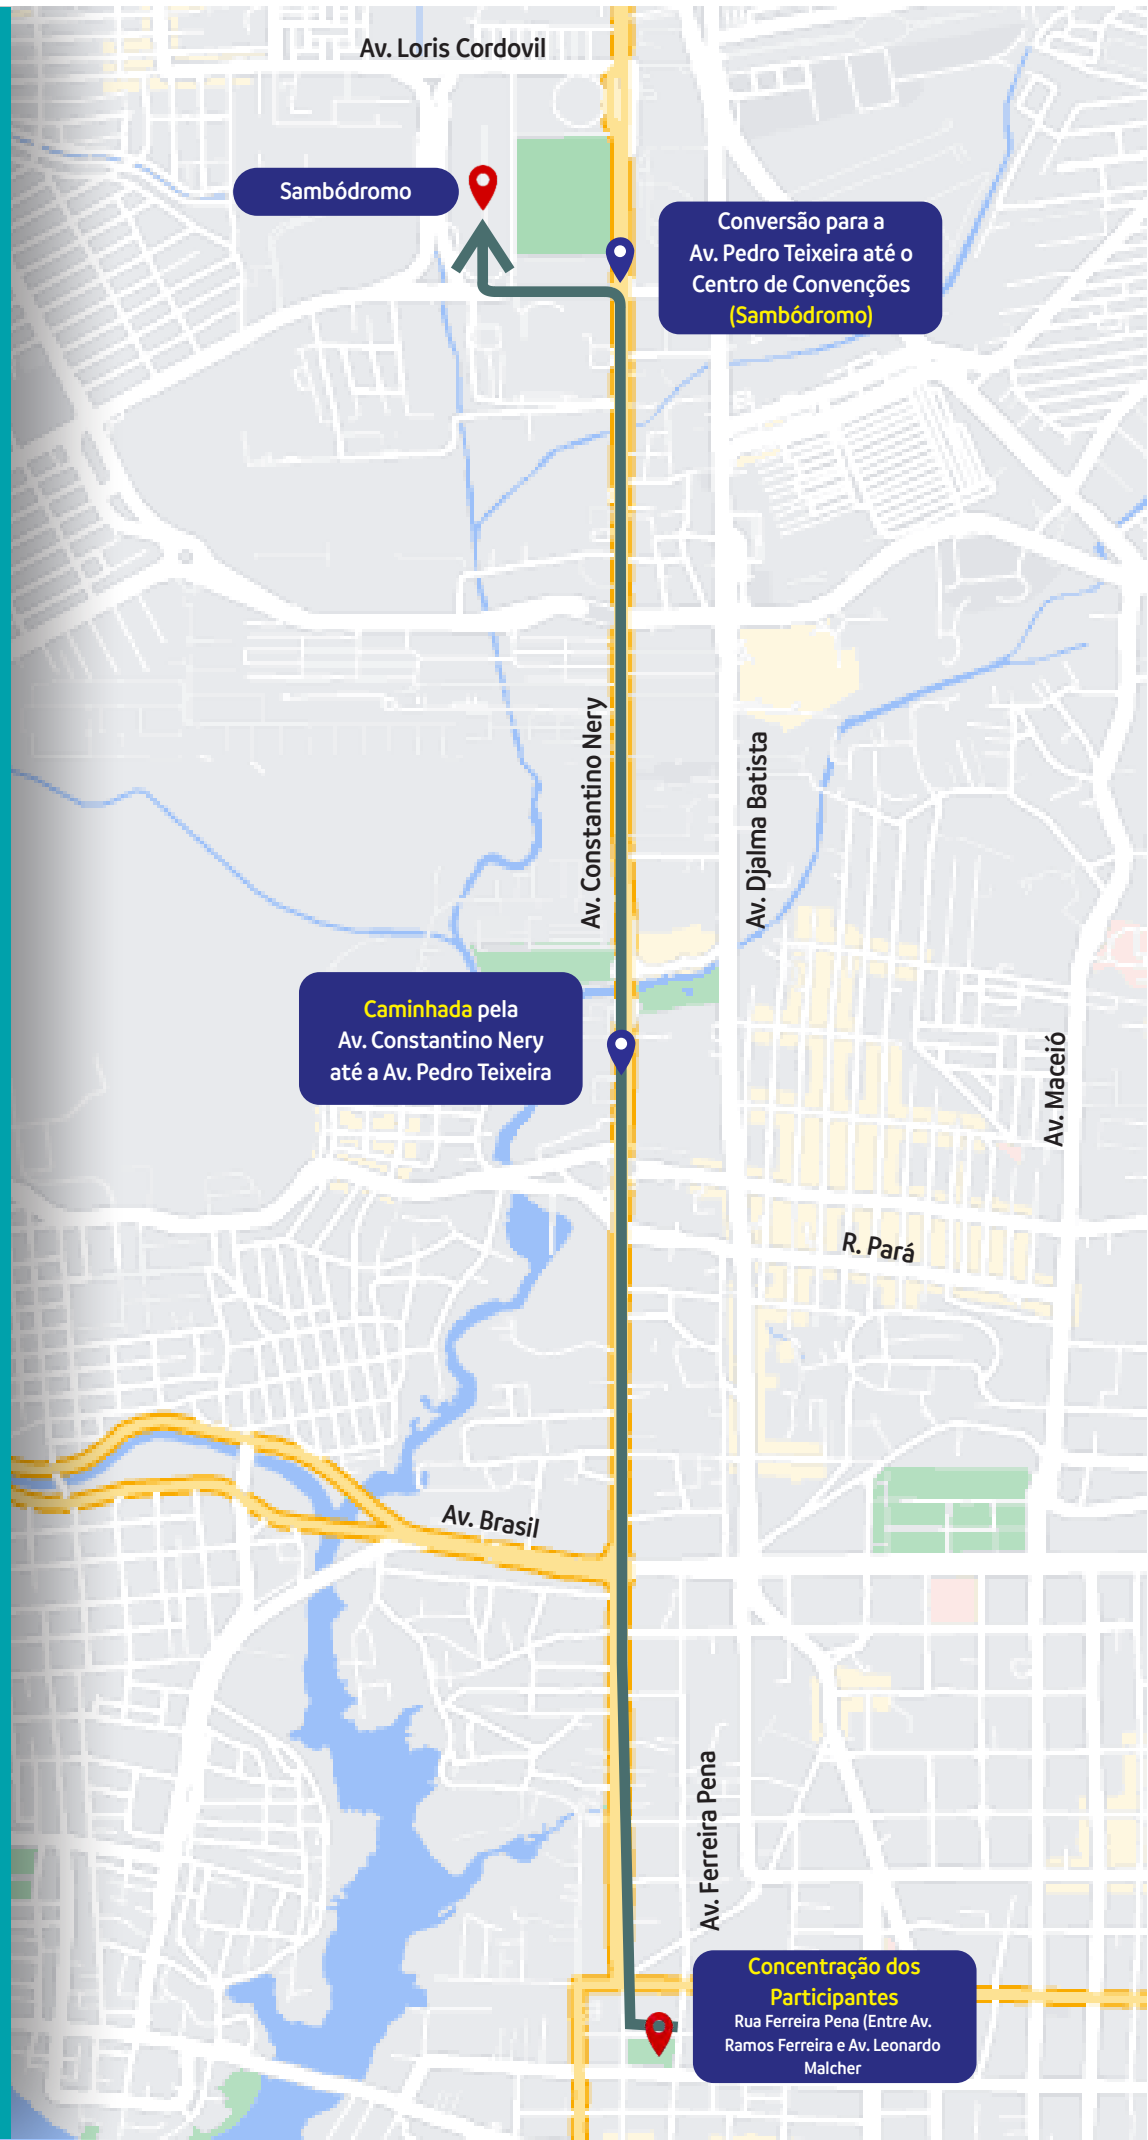 Av. Loris Cordovil
Sambódromo
Conversão para a
Av. Pedro Teixeira até o
Centro de Convenções
(Sambódromo)
Av. Constantino Nery
Av. Djalma Batista
Caminhada pela
Av. Constantino Nery
até a Av. Pedro Teixeira
Av. Maceió
R. Pará
Av. Brasil
Av. Ferreira Pena
Concentração dos
Participantes
Rua Ferreira Pena (Entre Av.
Ramos Ferreira e Av. Leonardo
Malcher